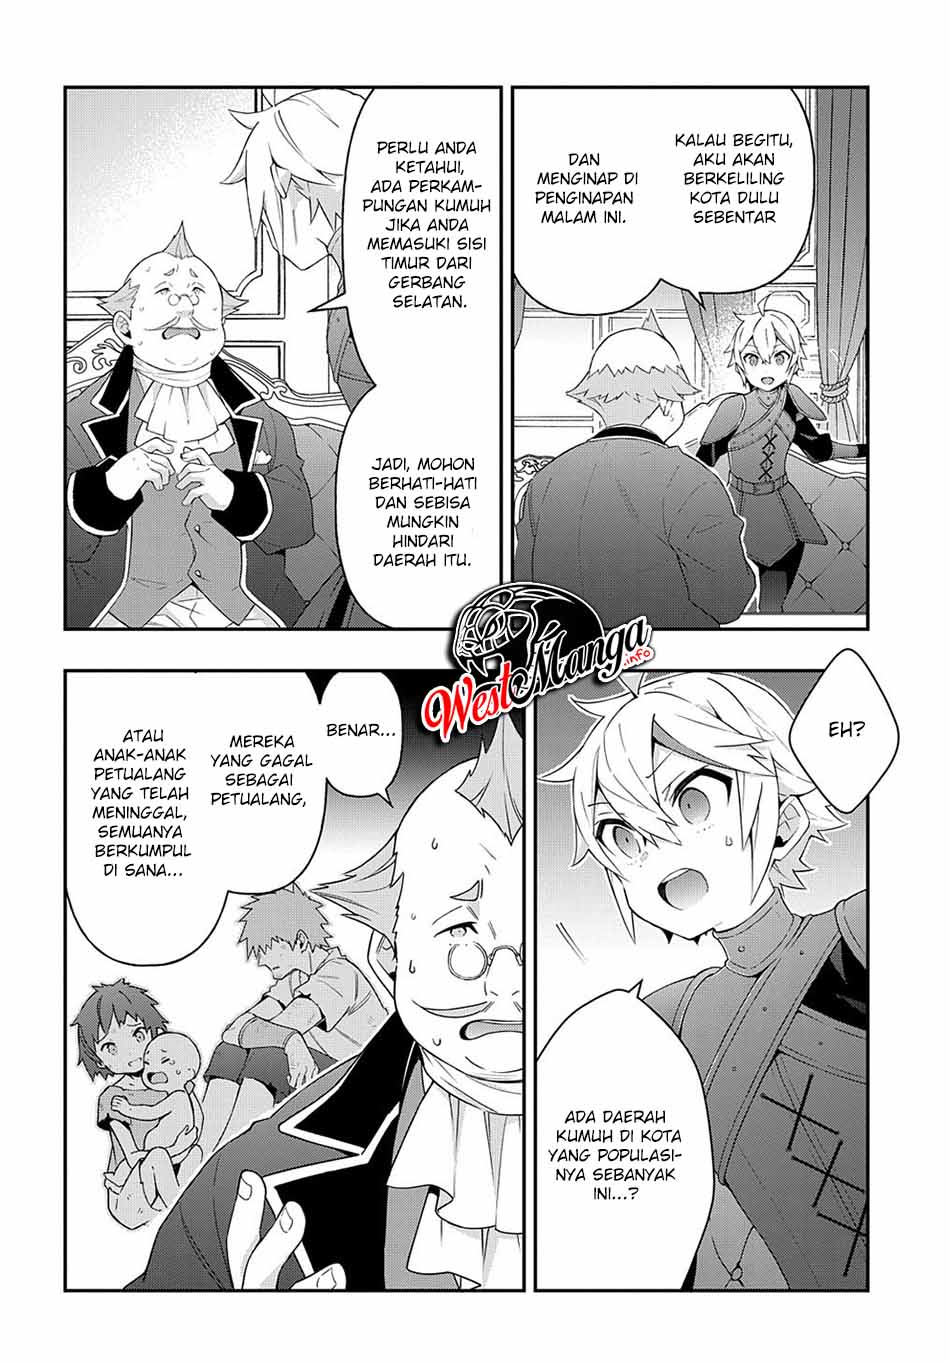 KALAU BEGITU,
AKU AKAN
BERKELILING
KOTA DULU
SEBENTAR
DAN
MENGINAP DI
PENGINAPAN
MALAM INI.
PERLU ANDA
KETAHUI,
ADA PERKAM-
PUNGAN KUMUH
JIKA ANDA
MEMASUKI SISI
TIMUR DARI
GERBANG
SELATAN.
JADI, MOHON
BERHATI-HATI
DAN SEBISA
MUNGKIN
HINDARI
DAERAH ITU.
WestManga
.info
EH?
ADA DAERAH
KUMUH DI KOTA
YANG POPULASI-
NYA SEBANYAK
INI...?
BENAR...
MEREKA
YANG GAGAL
SEBAGAI
PETUALANG,
ATAU
ANAK-ANAK
PETUALANG
YANG TELAH
MENINGGAL,
SEMUANYA
BERKUMPUL
DI SANA...